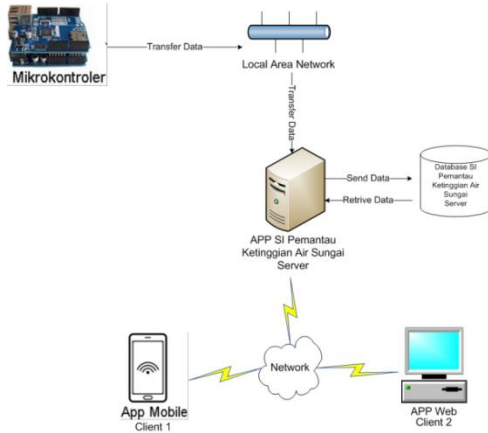 Transfer Data
Mikrokontroler
Local Area Network
Transfer Data
Send Data
Retrive Data
Database SI
Pemantau
Ketinggian Air
Sungai
Server
APP SI Pemantau
Ketinggian Air Sungai
Server
Network
App Mobile
Client 1
APP Web
Client 2